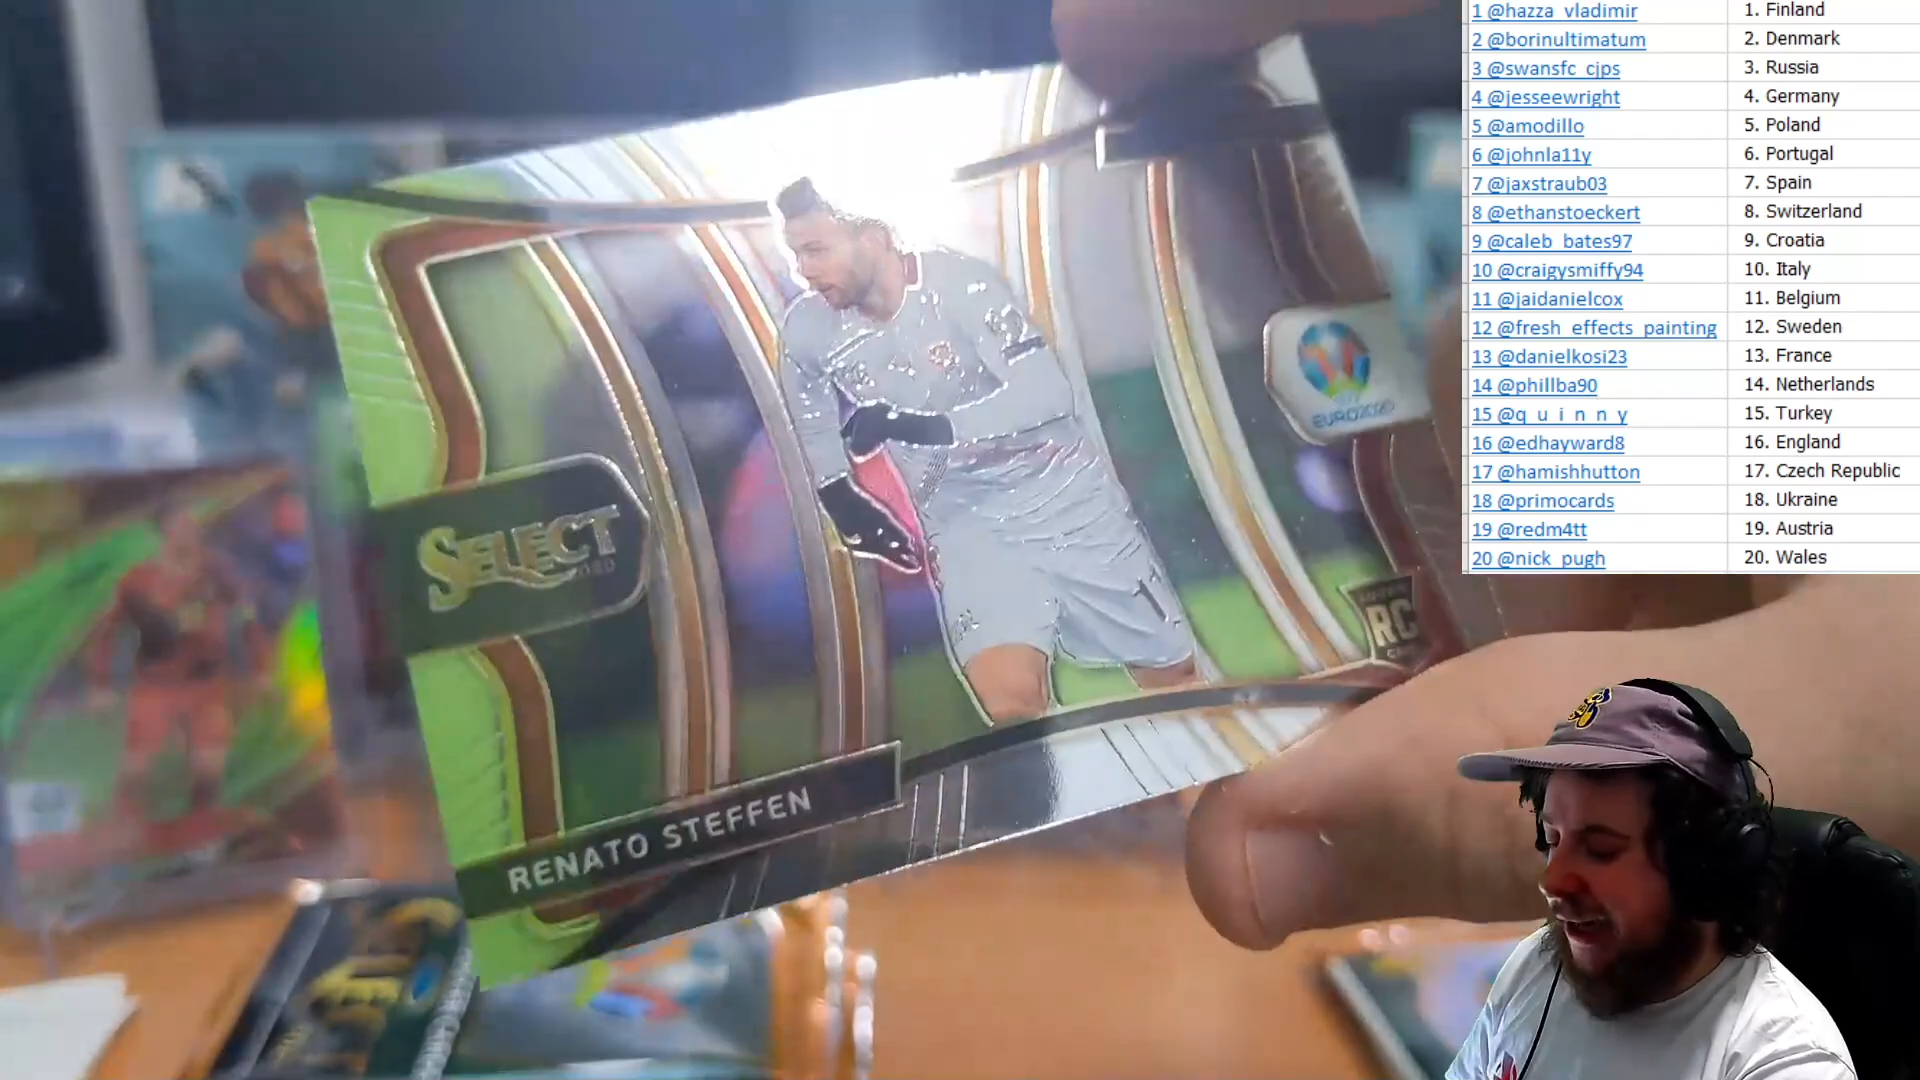 1 @hazza_vladimir 1. Finland
2 @borinultimatum 2. Denmark
3 @swansfc_cjps 3. Russia
4 @jesseewright 4. Germany
5 @amodillo 5. Poland
6 @johnla11y 6. Portugal
7 @jaxstraub03 7. Spain
8 @ethanstoeckert 8. Switzerland
9 @caleb_bates97 9. Croatia
10 @craigysmiffy94 10. Italy
11 @jaidanielcox 11. Belgium
12 @fresh_effects_painting 12. Sweden
13 @danielkosi23 13. France
14 @phillba90 14. Netherlands
15 @q_u_i_n_n_y 15. Turkey
16 @edhayward8 16. England
17 @hamishhutton 17. Czech Republic
18 @primocards 18. Ukraine
19 @redm4tt 19. Austria
20 @nick_pugh 20. Wales
EURO2020
SELECT
RC
RENATO STEFFEN